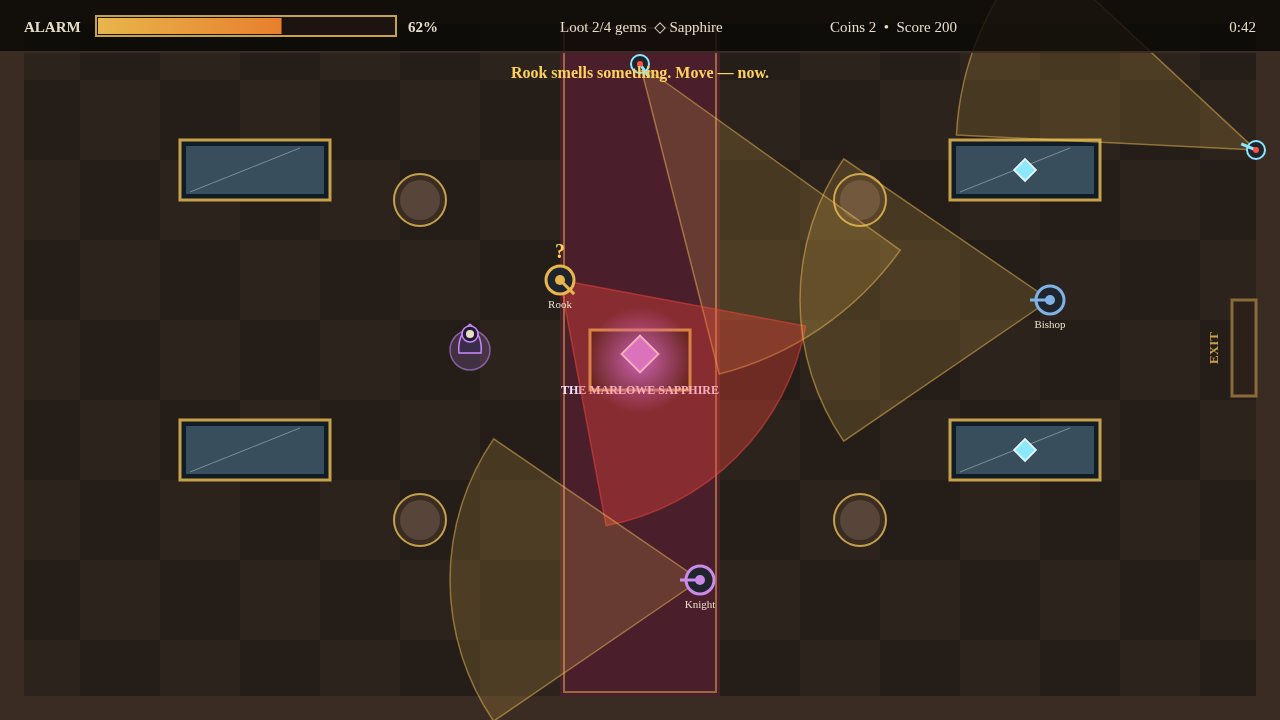 ALARM 62% Loot 2/4 gems ◇ Sapphire Coins 2 • Score 200 0:42
Rook smells something. Move — now.
?
Rook
Bishop
EXIT
THE MARLOWE SAPPHIRE
Knight